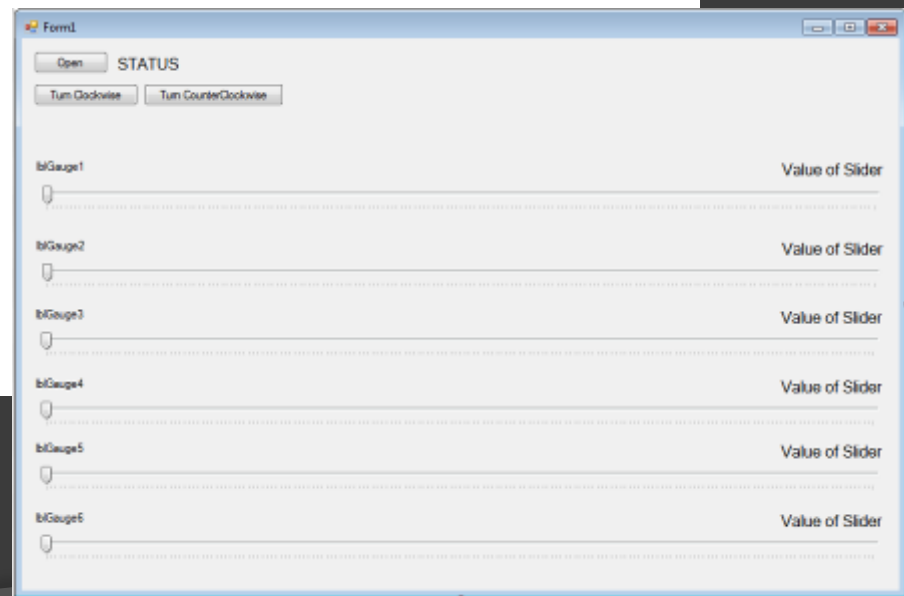 Form1
Open STATUS
Turn Clockwise Turn CounterClockwise
lblGauge1 Value of Slider
lblGauge2 Value of Slider
lblGauge3 Value of Slider
lblGauge4 Value of Slider
lblGauge5 Value of Slider
lblGauge6 Value of Slider